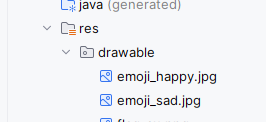 java (generated)
res
drawable
emoji_happy.jpg
emoji_sad.jpg